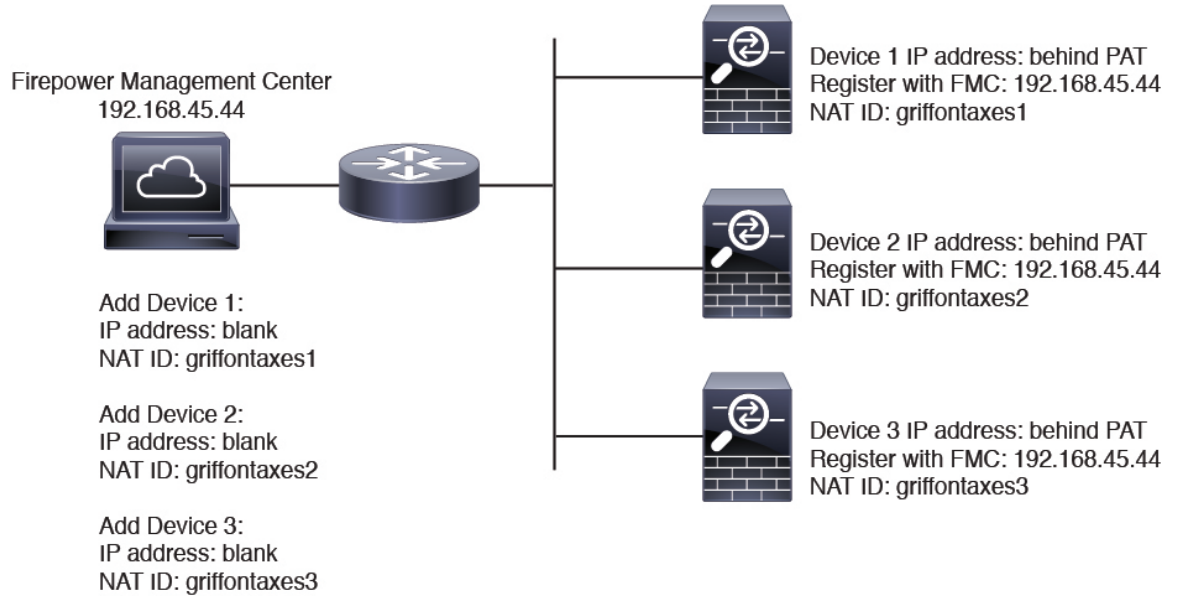 Firepower Management Center
192.168.45.44
Add Device 1:
IP address: blank
NAT ID: griffontaxes1
Add Device 2:
IP address: blank
NAT ID: griffontaxes2
Add Device 3:
IP address: blank
NAT ID: griffontaxes3
Device 1 IP address: behind PAT
Register with FMC: 192.168.45.44
NAT ID: griffontaxes1
Device 2 IP address: behind PAT
Register with FMC: 192.168.45.44
NAT ID: griffontaxes2
Device 3 IP address: behind PAT
Register with FMC: 192.168.45.44
NAT ID: griffontaxes3